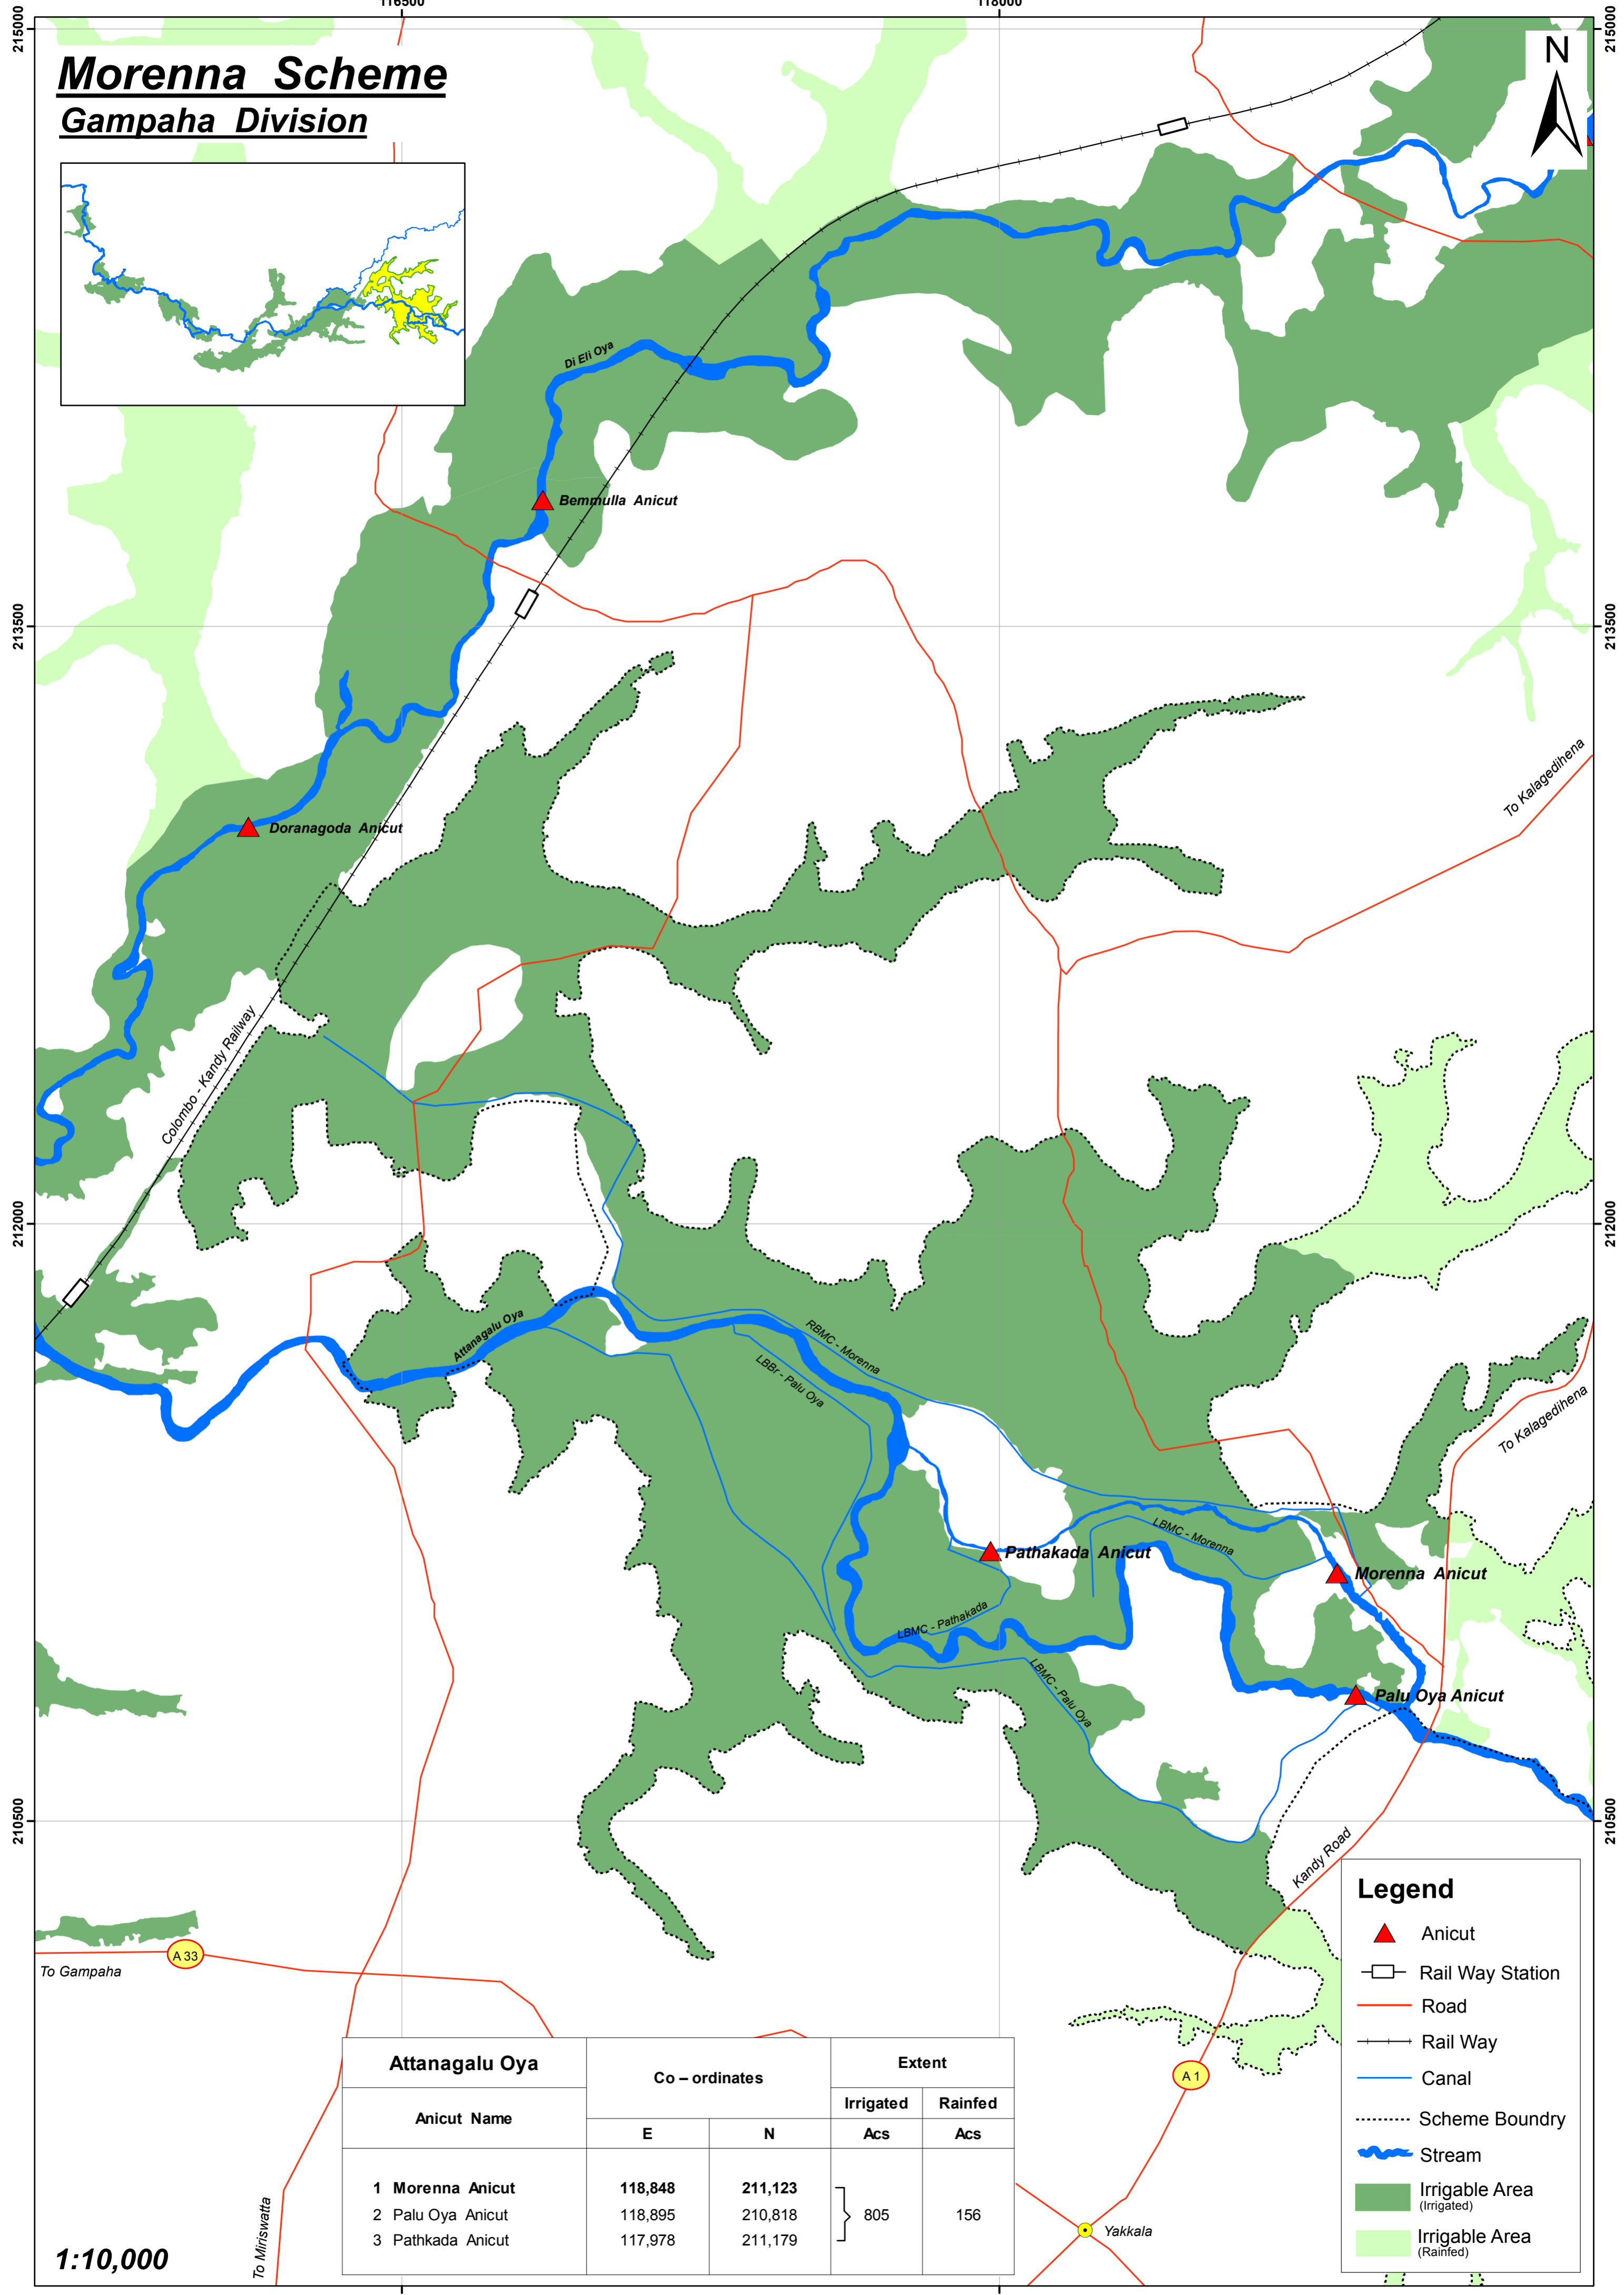 116500
118000
215000
215000
Morenna Scheme
Gampaha Division
N
Di Eli Oya
Bemmulla Anicut
213500
213500
To Kalagedihena
Doranagoda Anicut
Colombo - Kandy Railway
212000
212000
Attanagalu Oya
RBMC - Morenna
LBBr - Palu Oya
To Kalagedihena
LBMC - Morenna
Pathakada Anicut
Morenna Anicut
LBMC - Pathakada
LBMC - Palu Oya
Palu Oya Anicut
210500
210500
Kandy Road
A 33
To Gampaha
A 1
To Miriswatta
Yakkala
1:10,000
Attanagalu Oya
Co – ordinates
Extent
Anicut Name
Irrigated
Rainfed
E
N
Acs
Acs
1 Morenna Anicut 118,848 211,123
2 Palu Oya Anicut 118,895 210,818 805 156
3 Pathkada Anicut 117,978 211,179
Legend
Anicut
Rail Way Station
Road
Rail Way
Canal
Scheme Boundry
Stream
Irrigable Area
(Irrigated)
Irrigable Area
(Rainfed)